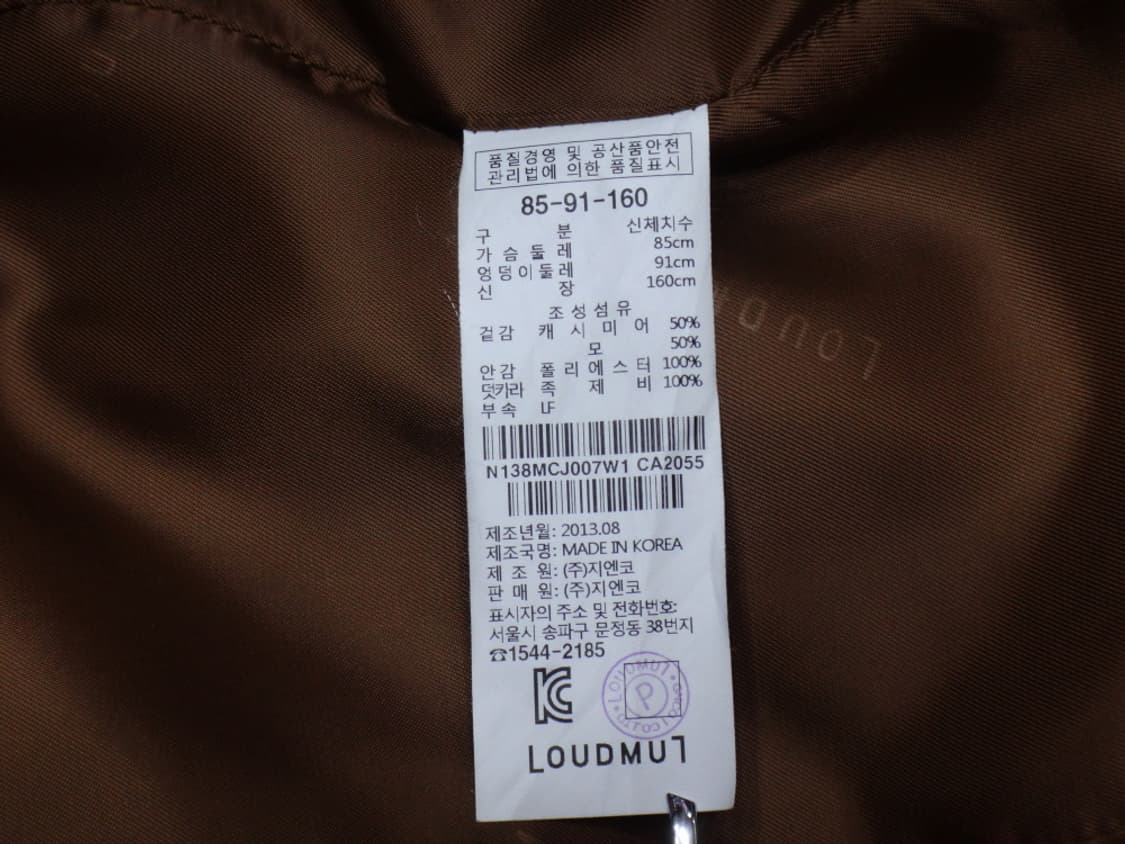 품질경영 및 공산품안전
관리법에 의한 품질표시
85-91-160
구 분 신체치수
가슴둘레 85cm
엉덩이둘레 91cm
신 장 160cm
조성섬유
겉감 캐시미어 50%
모 50%
안감 폴리에스터 100%
덧카라 족제비 100%
부속 LF
N138MCJ007W1 CA2055
제조년월: 2013.08
제조국명: MADE IN KOREA
제 조 원: (주)지엔코
판 매 원: (주)지엔코
표시자의 주소 및 전화번호:
서울시 송파구 문정동 38번지
☎1544-2185
KC
LOUDMUT
P
LOUDMUT